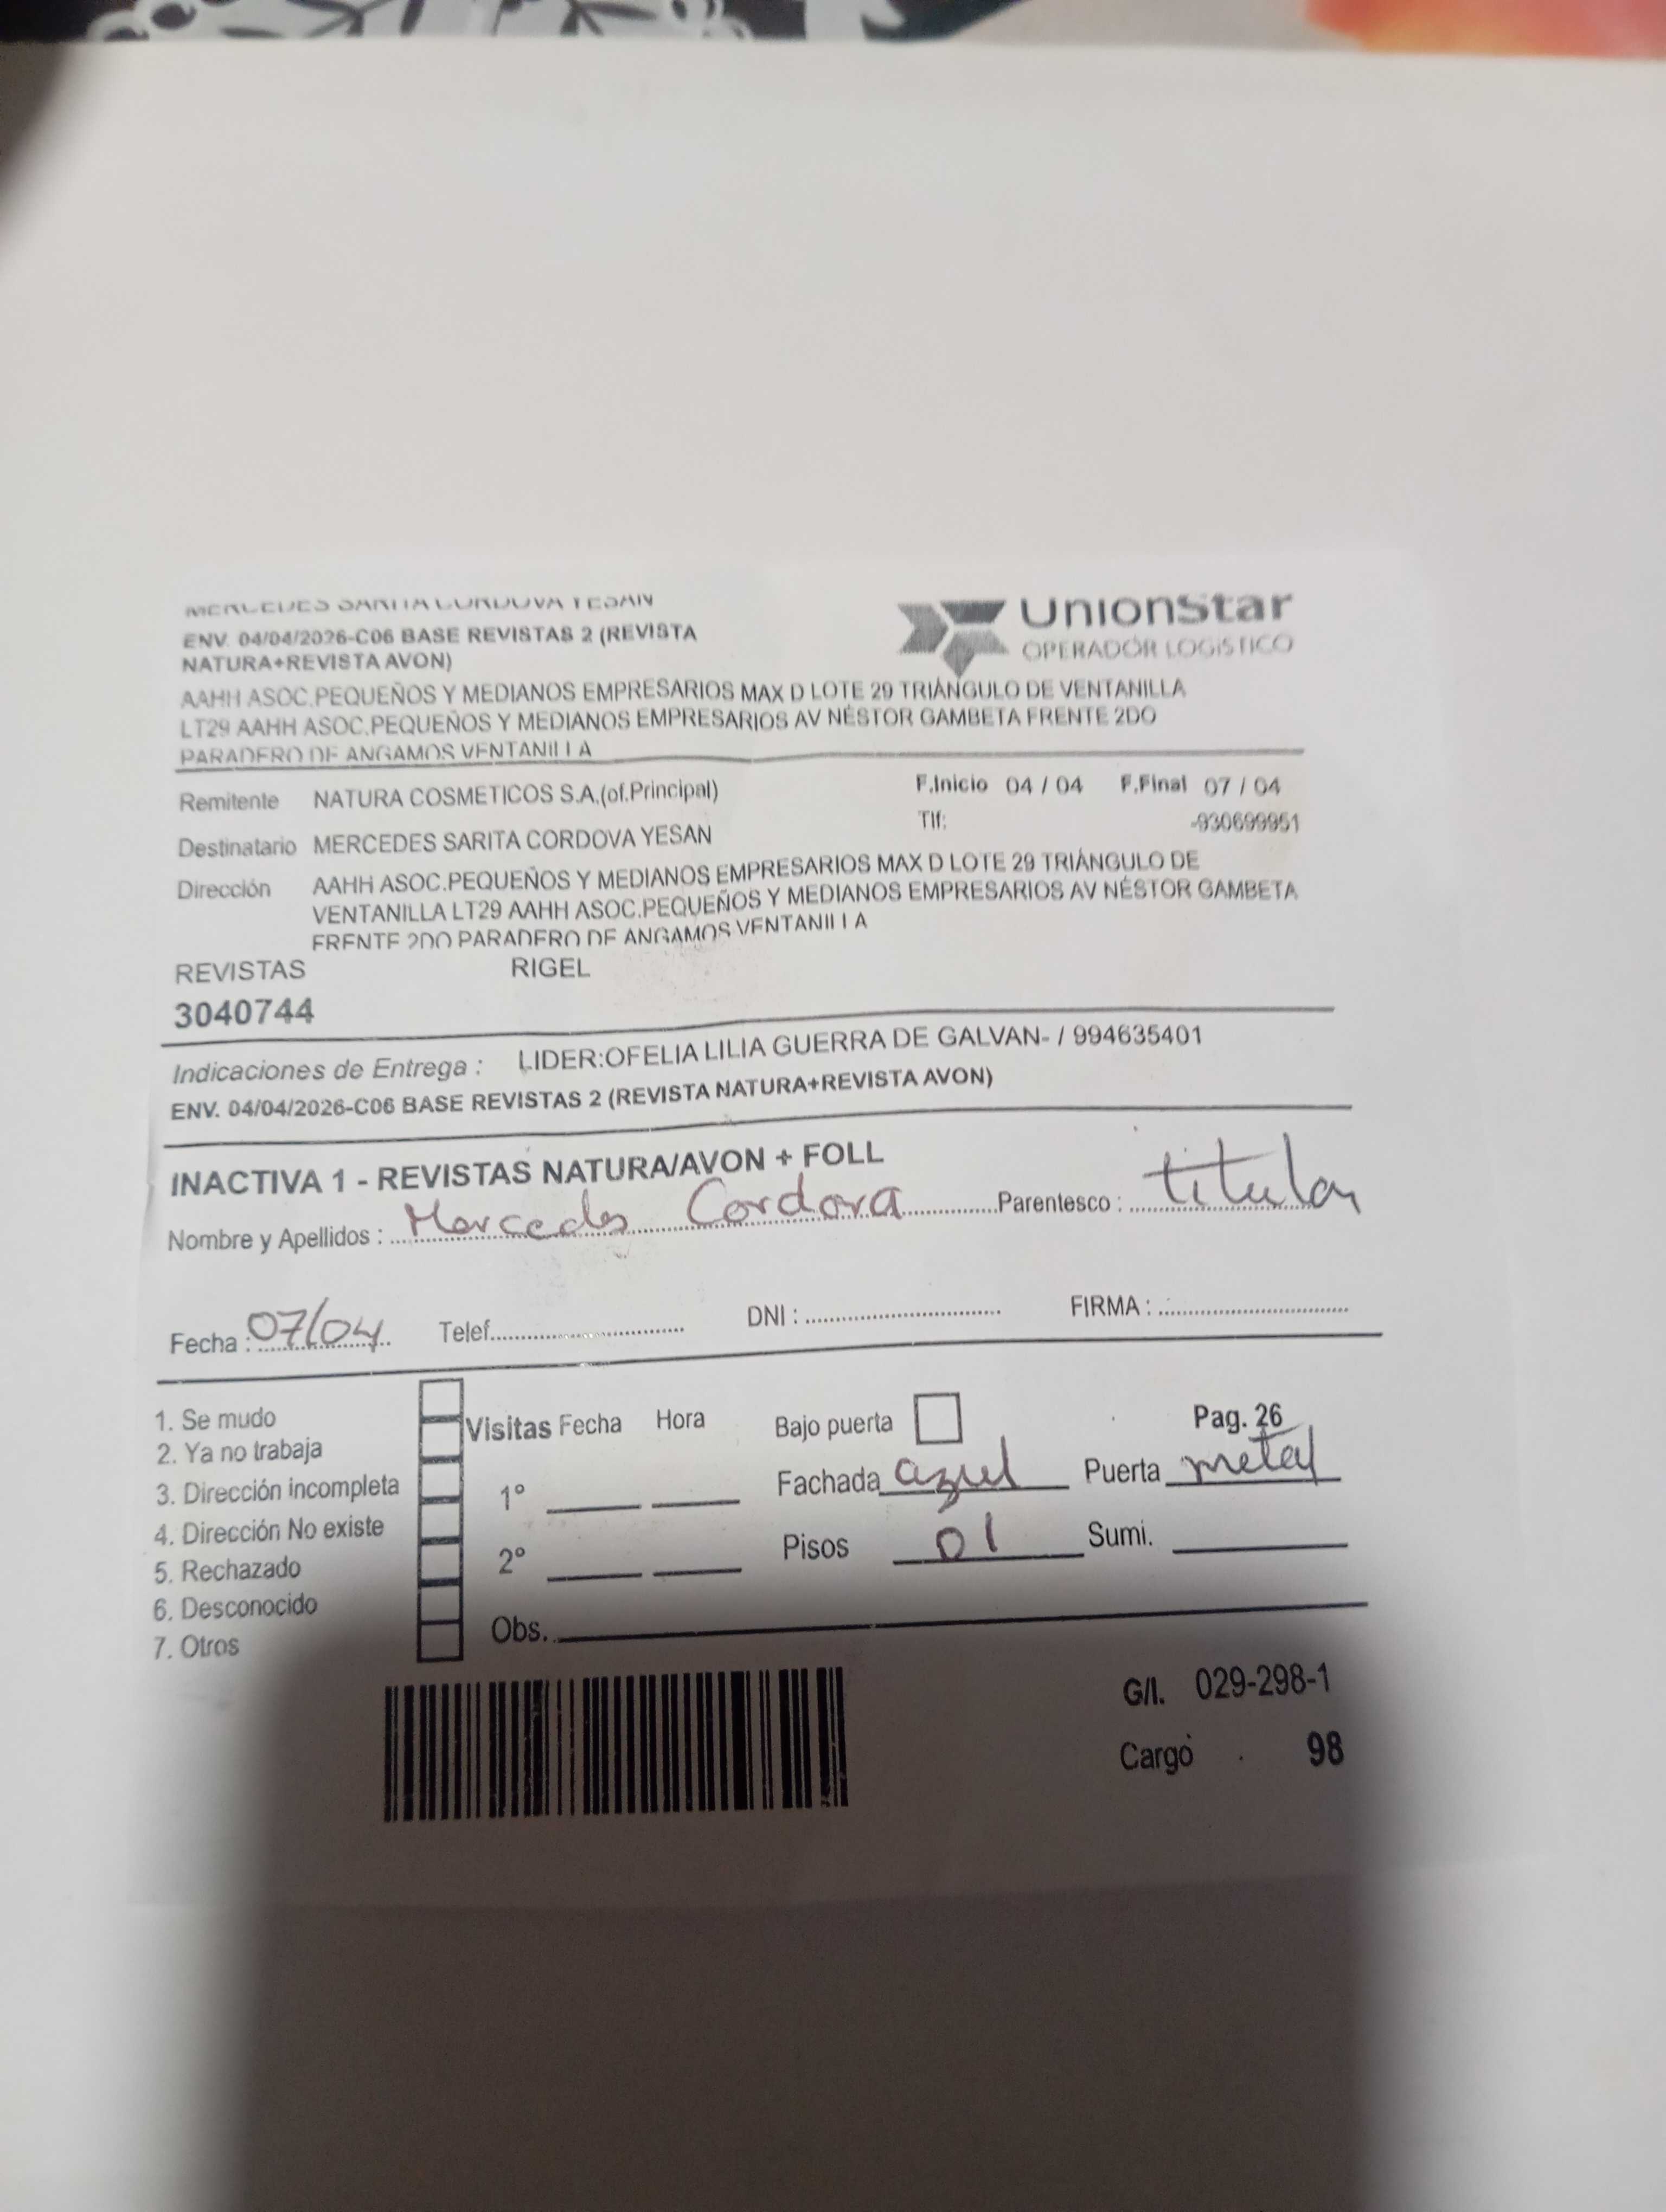 MERCEDES SARITA CORDOVA YESAN
ENV. 04/04/2026-C06 BASE REVISTAS 2 (REVISTA
NATURA+REVISTA AVON)
UnionStar
OPERADOR LOGISTICO
AAHH ASOC.PEQUEÑOS Y MEDIANOS EMPRESARIOS MAX D LOTE 29 TRIÁNGULO DE VENTANILLA
LT29 AAHH ASOC.PEQUEÑOS Y MEDIANOS EMPRESARIOS AV NÉSTOR GAMBETA FRENTE 2DO
PARADERO DE ANGAMOS VENTANILLA
Remitente NATURA COSMETICOS S.A.(of.Principal) F.Inicio 04 / 04 F.Final 07 / 04
Tlf: -930699951
Destinatario MERCEDES SARITA CORDOVA YESAN
Dirección AAHH ASOC.PEQUEÑOS Y MEDIANOS EMPRESARIOS MAX D LOTE 29 TRIÁNGULO DE
VENTANILLA LT29 AAHH ASOC.PEQUEÑOS Y MEDIANOS EMPRESARIOS AV NÉSTOR GAMBETA
FRENTE 2DO PARADERO DE ANGAMOS VENTANILLA
REVISTAS RIGEL
3040744
Indicaciones de Entrega : LIDER:OFELIA LILIA GUERRA DE GALVAN- / 994635401
ENV. 04/04/2026-C06 BASE REVISTAS 2 (REVISTA NATURA+REVISTA AVON)
INACTIVA 1 - REVISTAS NATURA/AVON + FOLL
Nombre y Apellidos : Mercedes Cordova Parentesco : titular
Fecha : 07/04 Telef. DNI : FIRMA :
1. Se mudo
2. Ya no trabaja
3. Dirección incompleta
4. Dirección No existe
5. Rechazado
6. Desconocido
7. Otros
Visitas Fecha Hora
1°
2°
Obs.
Bajo puerta Pag. 26
Fachada azul Puerta metal
Pisos 01 Sumi.
G/I. 029-298-1
Cargo 98